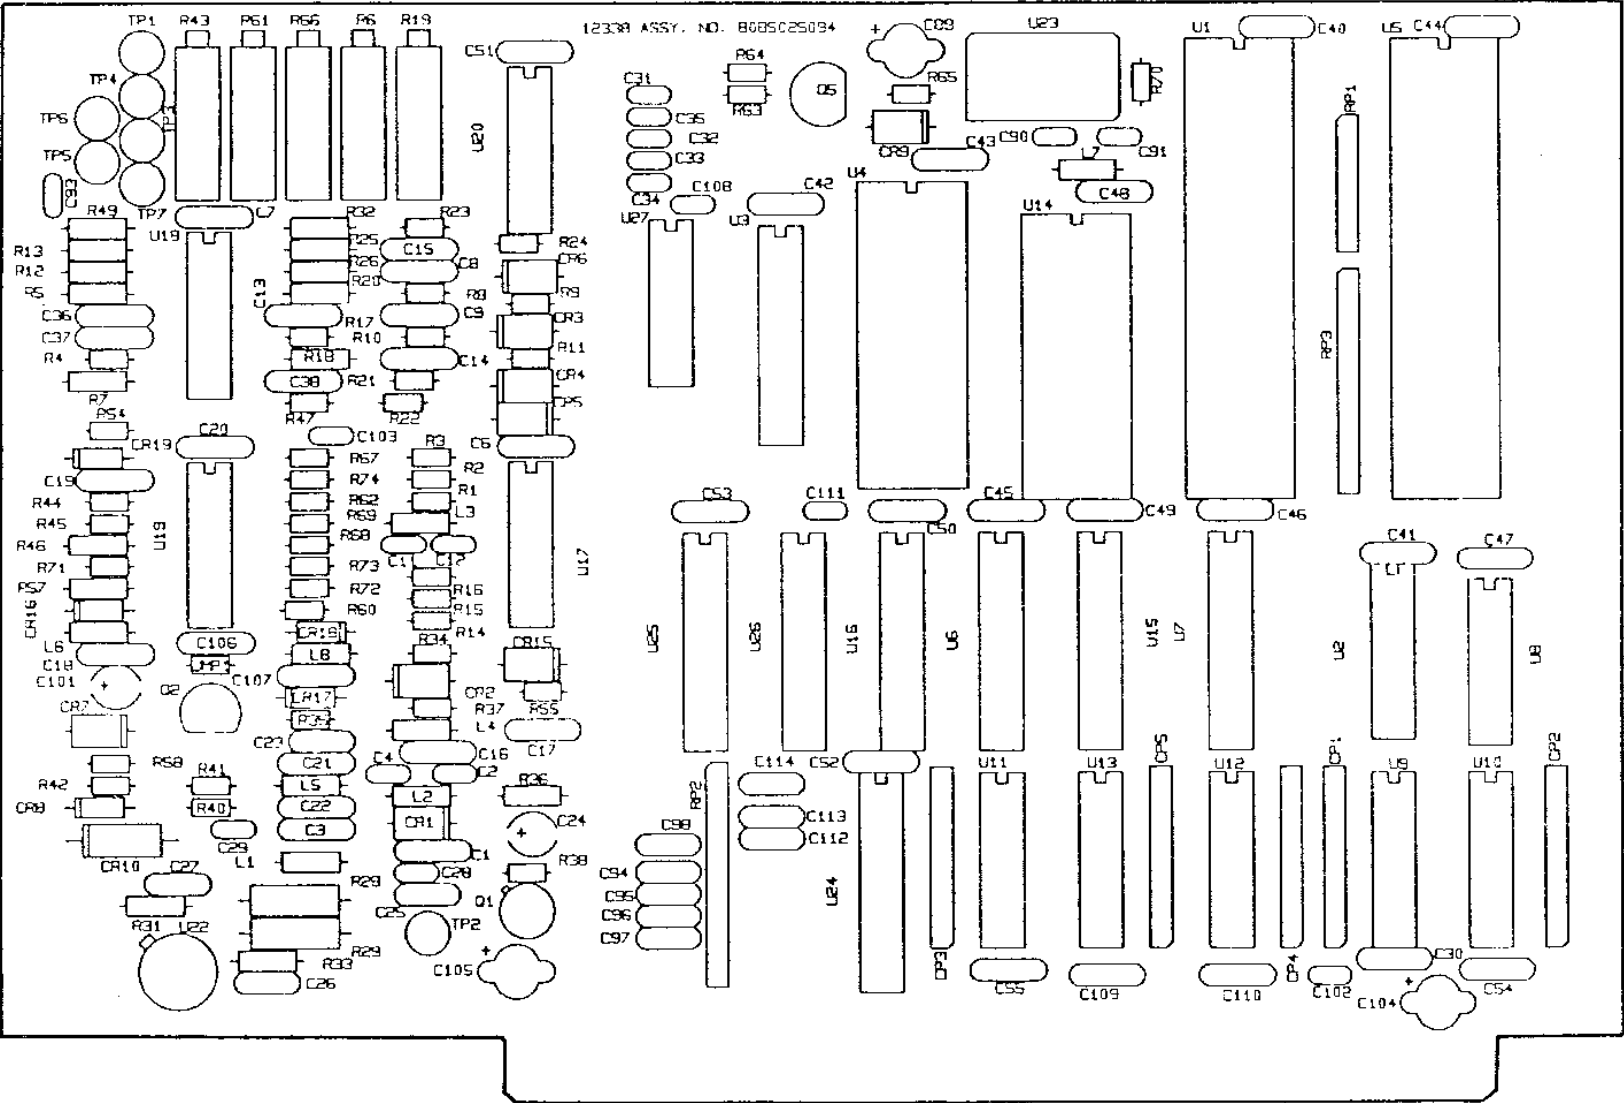 TP1 R43 R61 R66 R6 R19
12338 ASSY. NO. 8085C25094
C89 U23 U1 C40 U5 C44
C51 R64 R65 R70
TP4 C31 R63 Q5 RP1
TP6 TP3 U20 C35
C32 C90 C91
TP5 C33 CR9 C43 L7
C93 C34 C108 C42 U4 C48
R49 TP7 C7 R32 R23 U27 U3 U14
U19 R25 C15 R24
R13 R26 C8 CR6
R12 R20
R5 C13 R8 R9
C36 R17 C9 CR3
C37 R10 R11 RP3
R4 R18 C14
C38 R21 CR4
R7 R47 R22 CR5
R54 C20 C103 R3 C6
CR19 R67 R2
C19 R74 R1
R44 R62 L3 C53 C111 C45 C49 C46
R45 U19 R69 C50
R46 R68 C11 C12 U17 C41 C47
R71 R73
R57 R72 R16
CR16 R60 R15
CR18 R14 U25 U26 U16 U6 U15 U7 U2 U8
L6 C106 L8 R34 CR15
C18 JMP1
C101 Q2 C107 CR17 CR2 R55
CR7 R35 R37
C23 L4 C17
R58 C21 C4 C16 C2 C114 C52 U11 U13 CP5 U12 CP1 U9 U10 CP2
R42 R41 L5 R36 RP2
CR8 R40 C22 L2
C3 CR1 C24 C113
CR10 C29 C98 C112
L1 C1 R38
C27 R29 C28 C94 U24
C25 Q1 C95
R31 U22 TP2 C96
R29 C97
R33 C105 CP3 CP4 C30
C26 C55 C109 C110 C102 C104 C54